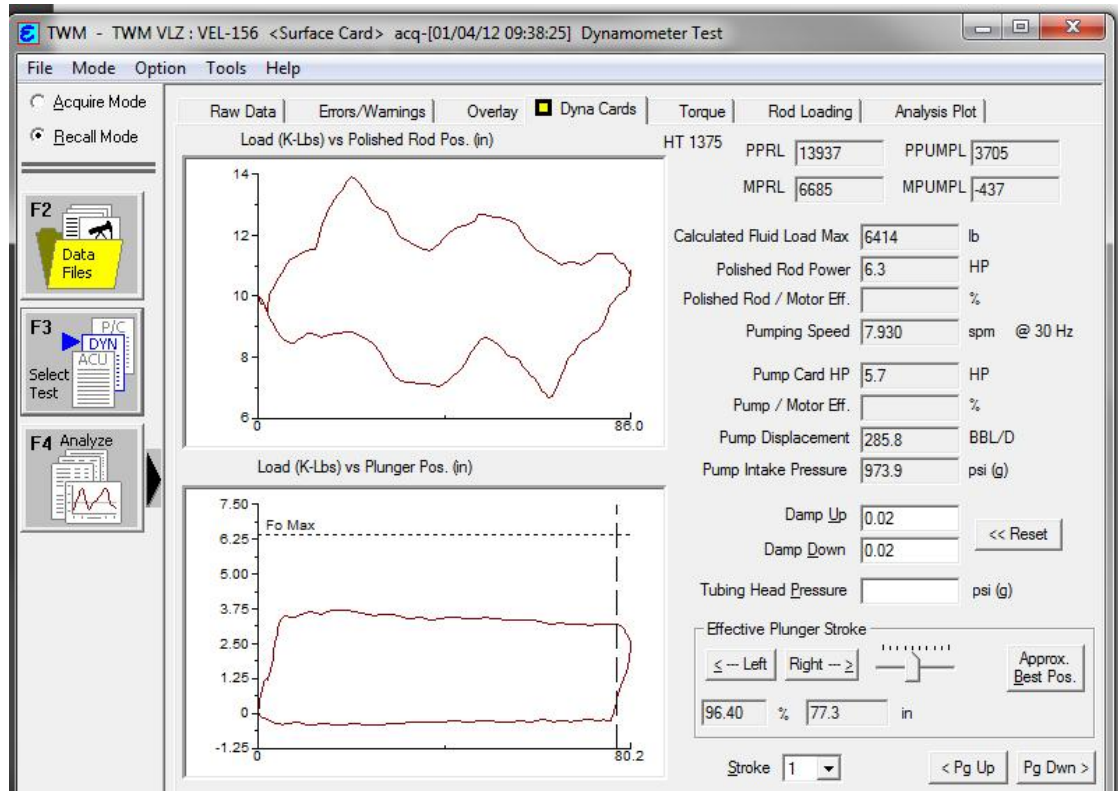 TWM - TWM VLZ : VEL-156 <Surface Card> acq-[01/04/12 09:38:25] Dynamometer Test
File Mode Option Tools Help
Acquire Mode
Recall Mode
F2
Data
Files
F3
P/C
DYN
ACU
Select
Test
F4 Analyze
Raw Data Errors/Warnings Overlay Dyna Cards Torque Rod Loading Analysis Plot
Load (K-Lbs) vs Polished Rod Pos. (in)
14
12
10
8
6
0 86.0
Load (K-Lbs) vs Plunger Pos. (in)
7.50
Fo Max
6.25
5.00
3.75
2.50
1.25
0
-1.25
0 80.2
HT 1375
PPRL 13937 PPUMPL 3705
MPRL 6685 MPUMPL -437
Calculated Fluid Load Max 6414 lb
Polished Rod Power 6.3 HP
Polished Rod / Motor Eff. %
Pumping Speed 7.930 spm @ 30 Hz
Pump Card HP 5.7 HP
Pump / Motor Eff. %
Pump Displacement 285.8 BBL/D
Pump Intake Pressure 973.9 psi (g)
Damp Up 0.02
<< Reset
Damp Down 0.02
Tubing Head Pressure psi (g)
Effective Plunger Stroke
< --- Left Right --- > Approx.
Best Pos.
96.40 % 77.3 in
Stroke 1 < Pg Up Pg Dwn >